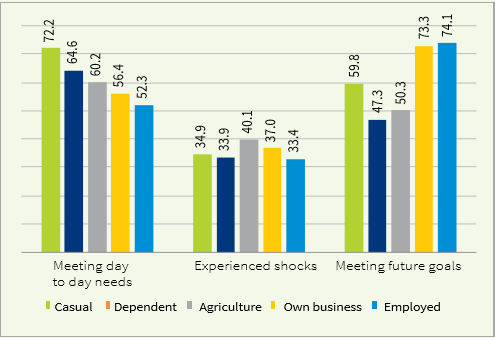 72.2
64.6
60.2
56.4
52.3
34.9
33.9
40.1
37.0
33.4
59.8
47.3
50.3
73.3
74.1
Meeting day
to day needs
Experienced shocks
Meeting future goals
Casual
Dependent
Agriculture
Own business
Employed